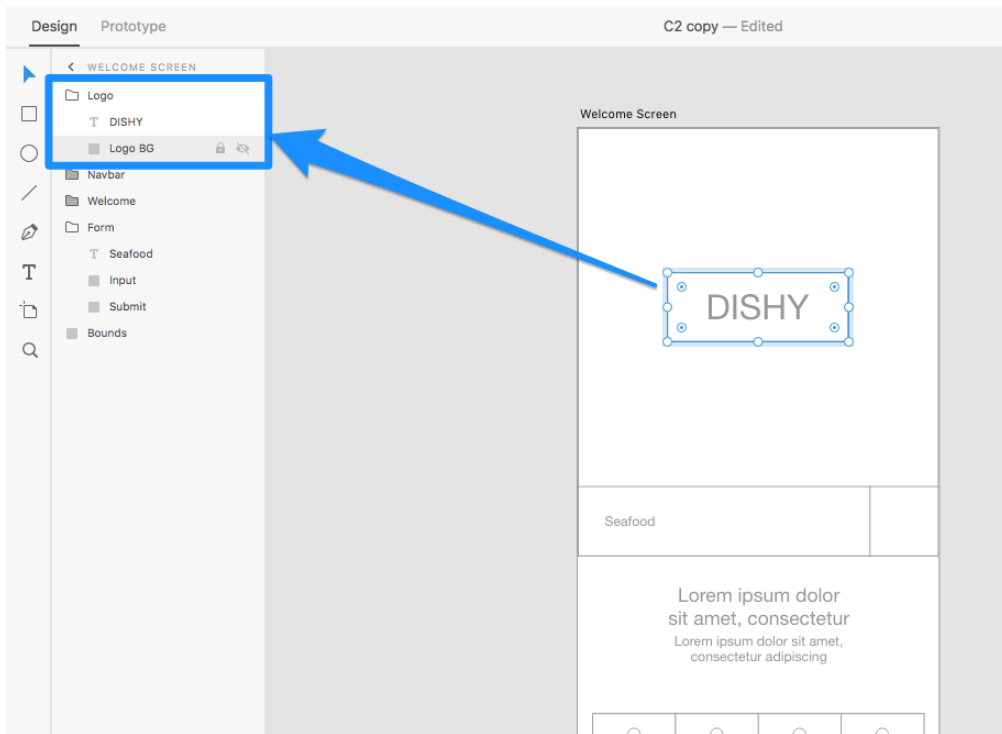 Design Prototype C2 copy — Edited
WELCOME SCREEN
Logo
T DISHY
Logo BG
Navbar
Welcome
Form
T Seafood
Input
Submit
Bounds
T
Welcome Screen
DISHY
Seafood
Lorem ipsum dolor
sit amet, consectetur
Lorem ipsum dolor sit amet,
consectetur adipiscing